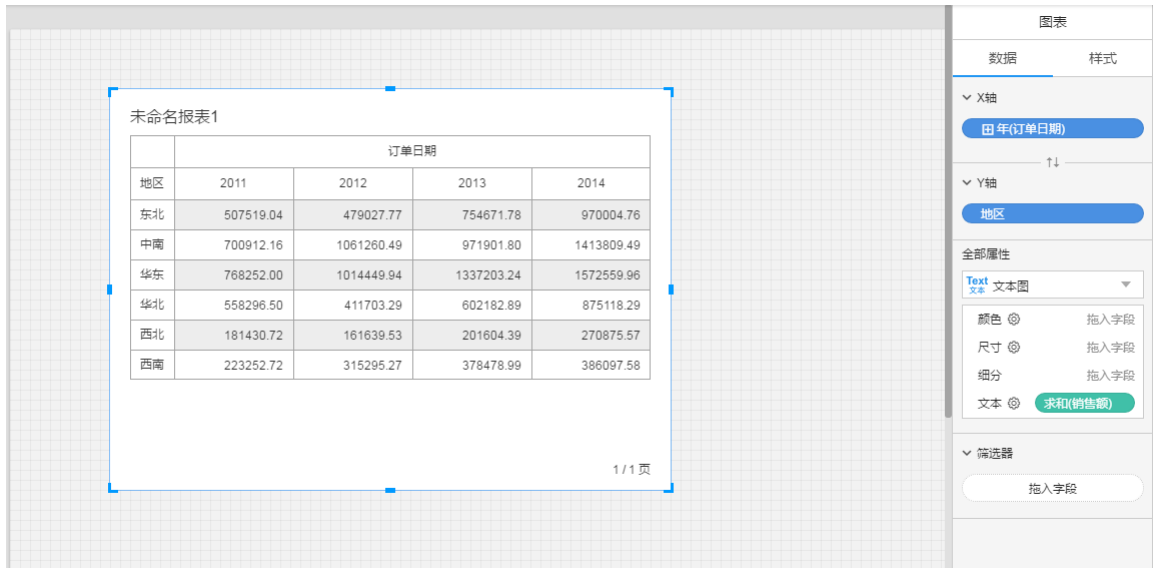 图表
数据 样式
X轴
年(订单日期)
Y轴
地区
全部属性
Text 文本 文本图
颜色 拖入字段
尺寸 拖入字段
细分 拖入字段
文本 求和(销售额)
筛选器
拖入字段
未命名报表1
订单日期
地区 2011 2012 2013 2014
东北 507519.04 479027.77 754671.78 970004.76
中南 700912.16 1061260.49 971901.80 1413809.49
华东 768252.00 1014449.94 1337203.24 1572559.96
华北 558296.50 411703.29 602182.89 875118.29
西北 181430.72 161639.53 201604.39 270875.57
西南 223252.72 315295.27 378478.99 386097.58
1 / 1 页